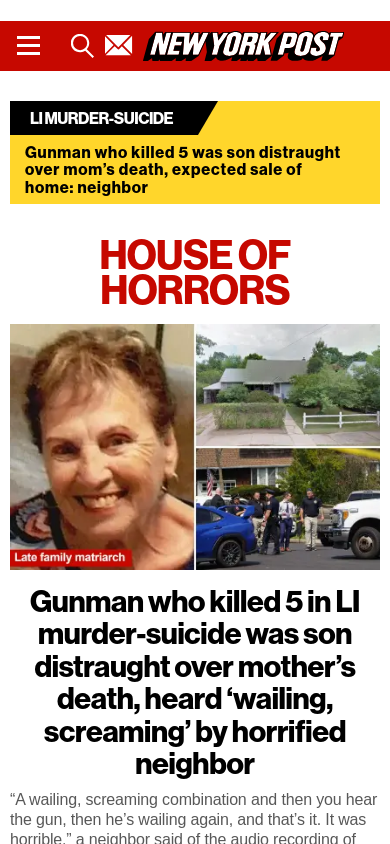 NEW YORK POST
LI MURDER-SUICIDE
Gunman who killed 5 was son distraught
over mom’s death, expected sale of
home: neighbor
HOUSE OF
HORRORS
Late family matriarch
Gunman who killed 5 in LI
murder-suicide was son
distraught over mother’s
death, heard ‘wailing,
screaming’ by horrified
neighbor
“A wailing, screaming combination and then you hear
the gun, then he’s wailing again, and that’s it. It was
horrible,” a neighbor said of the audio recording of